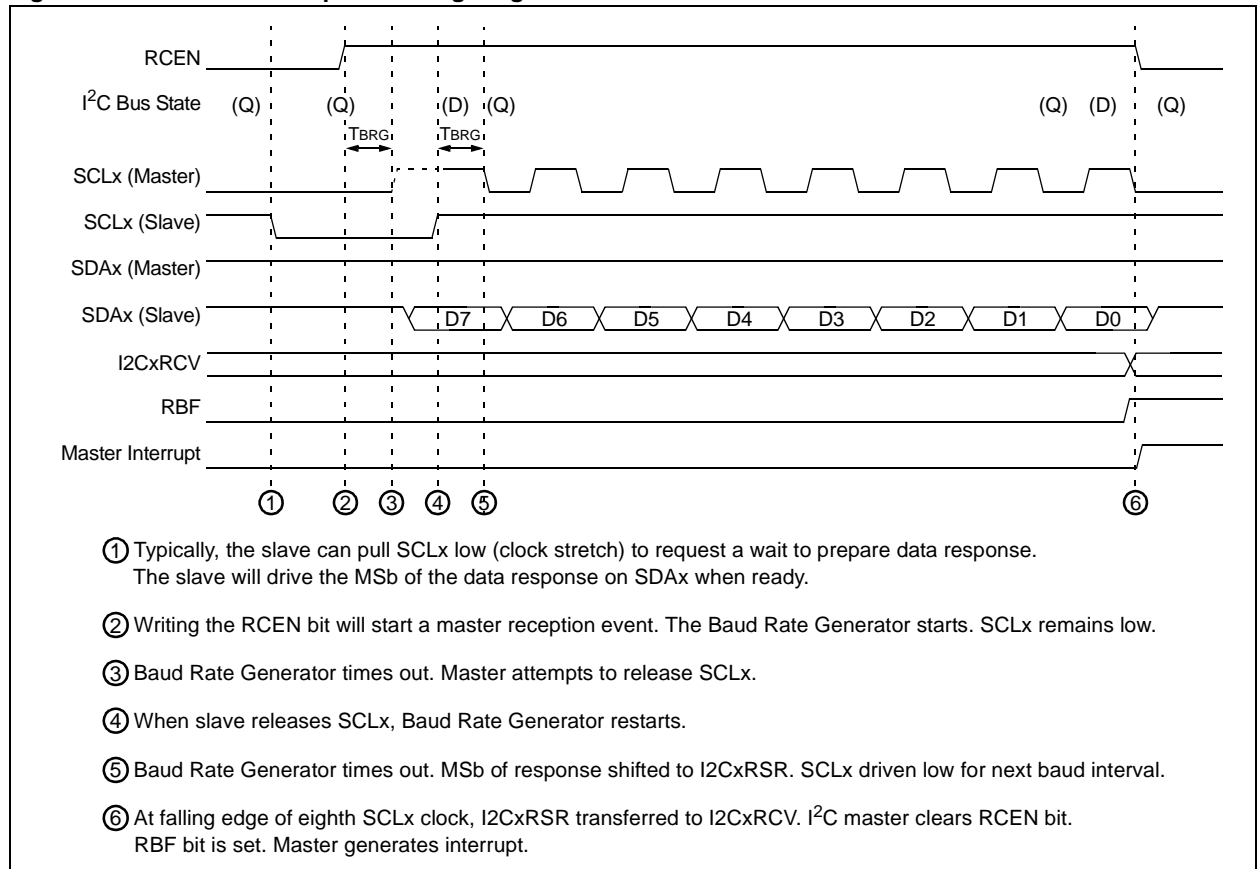 RCEN
I2C Bus State (Q) (Q) (D) (Q) (Q) (D) (Q)
TBRG TBRG
SCLx (Master)
SCLx (Slave)
SDAx (Master)
SDAx (Slave) D7 D6 D5 D4 D3 D2 D1 D0
I2CxRCV
RBF
Master Interrupt
1 2 3 4 5 6
1 Typically, the slave can pull SCLx low (clock stretch) to request a wait to prepare data response.
The slave will drive the MSb of the data response on SDAx when ready.
2 Writing the RCEN bit will start a master reception event. The Baud Rate Generator starts. SCLx remains low.
3 Baud Rate Generator times out. Master attempts to release SCLx.
4 When slave releases SCLx, Baud Rate Generator restarts.
5 Baud Rate Generator times out. MSb of response shifted to I2CxRSR. SCLx driven low for next baud interval.
6 At falling edge of eighth SCLx clock, I2CxRSR transferred to I2CxRCV. I2C master clears RCEN bit.
RBF bit is set. Master generates interrupt.